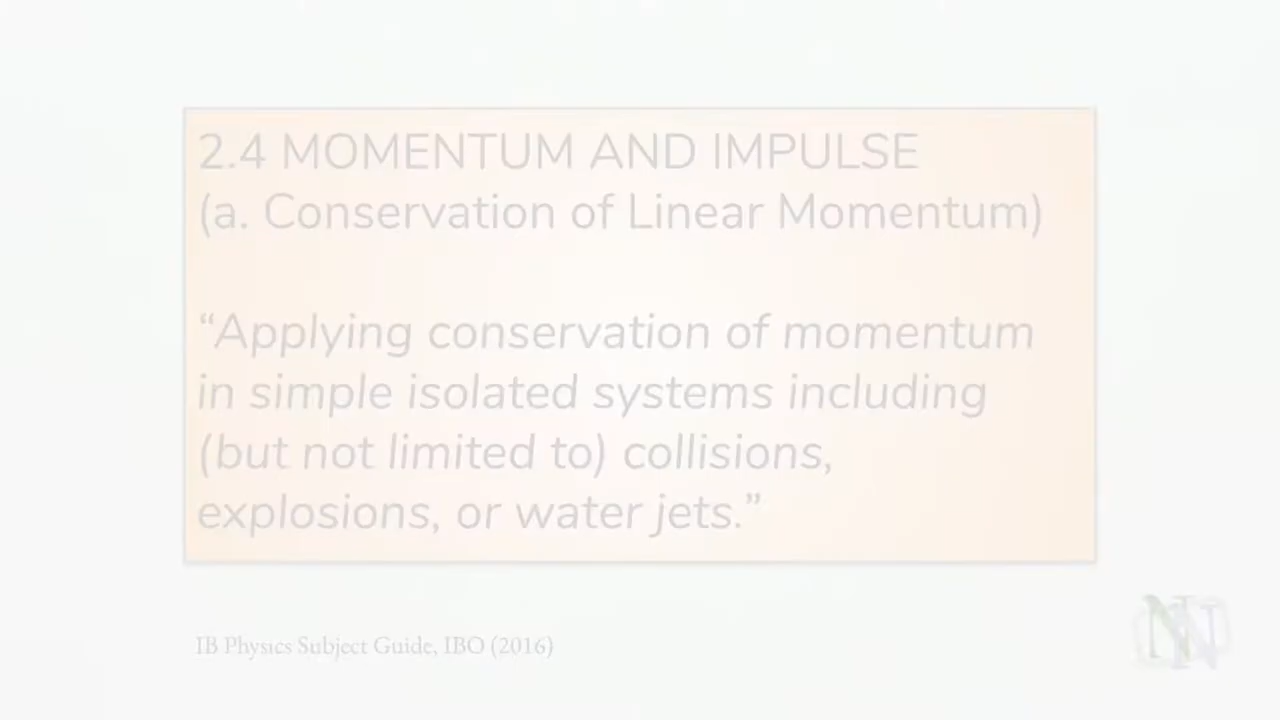 2.4 MOMENTUM AND IMPULSE
(a. Conservation of Linear Momentum)
“Applying conservation of momentum
in simple isolated systems including
(but not limited to) collisions,
explosions, or water jets.”
IB Physics Subject Guide, IBO (2016)